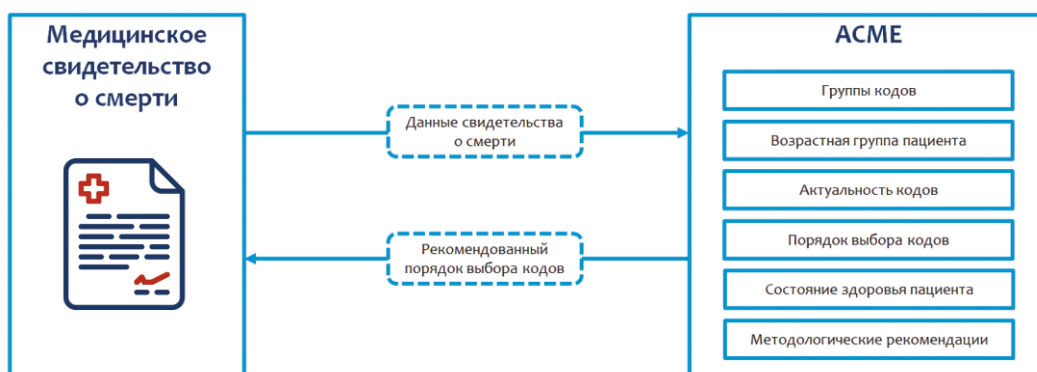 Медицинское
свидетельство
о смерти
Данные свидетельства
о смерти
Рекомендованный
порядок выбора кодов
ACME
Группы кодов
Возрастная группа пациента
Актуальность кодов
Порядок выбора кодов
Состояние здоровья пациента
Методологические рекомендации